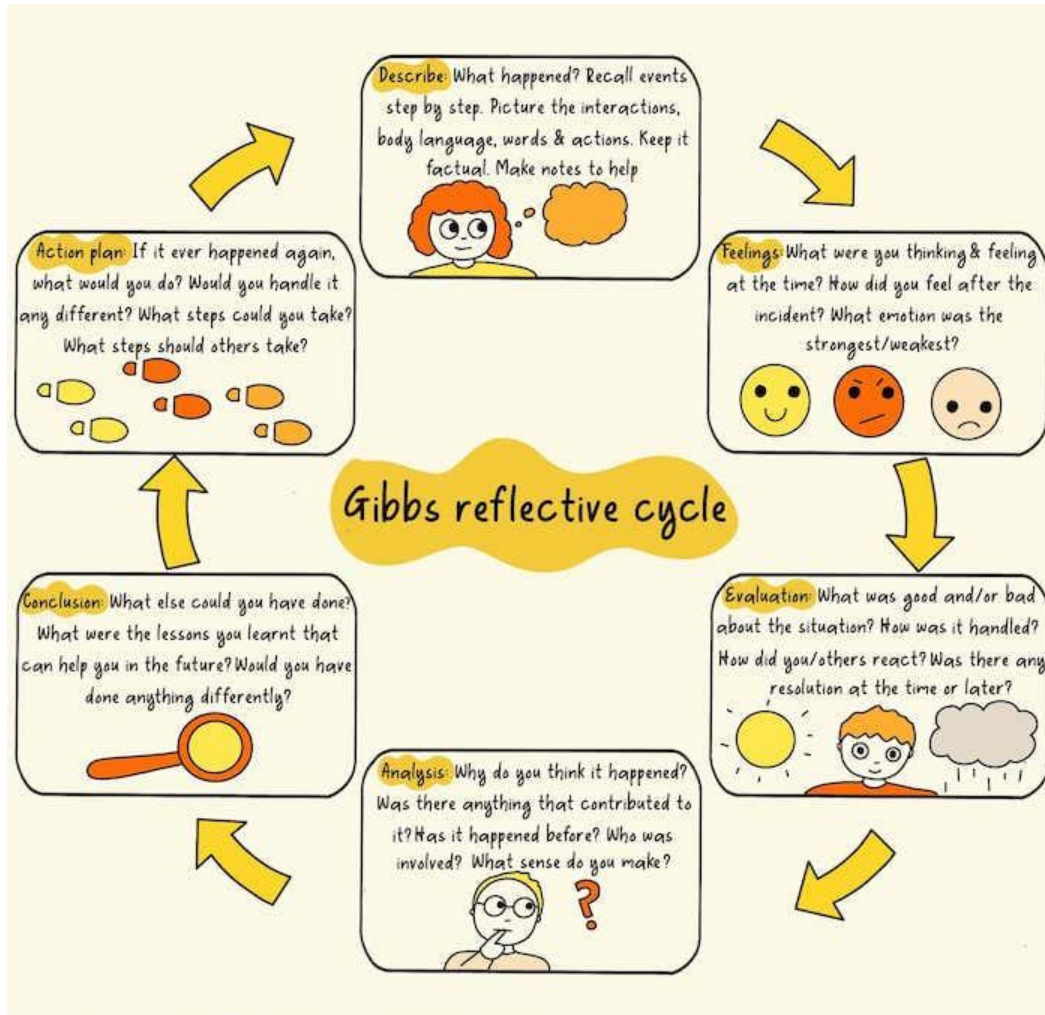 Describe: What happened? Recall events
step by step. Picture the interactions,
body language, words & actions. Keep it
factual. Make notes to help
Feelings: What were you thinking & feeling
at the time? How did you feel after the
incident? What emotion was the
strongest/weakest?
Evaluation: What was good and/or bad
about the situation? How was it handled?
How did you/others react? Was there any
resolution at the time or later?
Analysis: Why do you think it happened?
Was there anything that contributed to
it? Has it happened before? Who was
involved? What sense do you make?
?
Conclusion: What else could you have done?
What were the lessons you learnt that
can help you in the future? Would you have
done anything differently?
Action plan: If it ever happened again,
what would you do? Would you handle it
any different? What steps could you take?
What steps should others take?
Gibbs reflective cycle